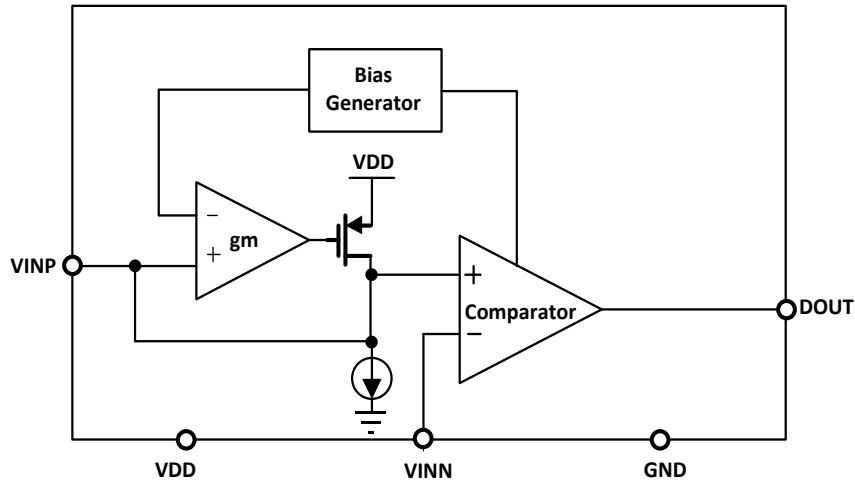 Bias
Generator
VDD
−
gm
+
VINP
+
Comparator
−
DOUT
VDD
VINN
GND